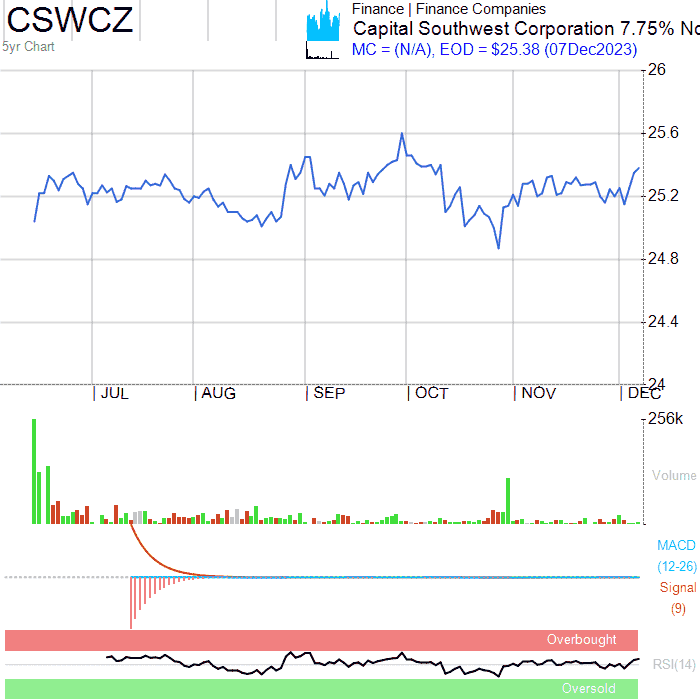 CSWCZ
5yr Chart
Finance | Finance Companies
Capital Southwest Corporation 7.75% No
MC = (N/A), EOD = $25.38 (07Dec2023)
26
25.6
25.2
24.8
24.4
24
JUL AUG SEP OCT NOV DEC
256k
Volume
MACD
(12-26)
Signal
(9)
Overbought
RSI(14)
Oversold